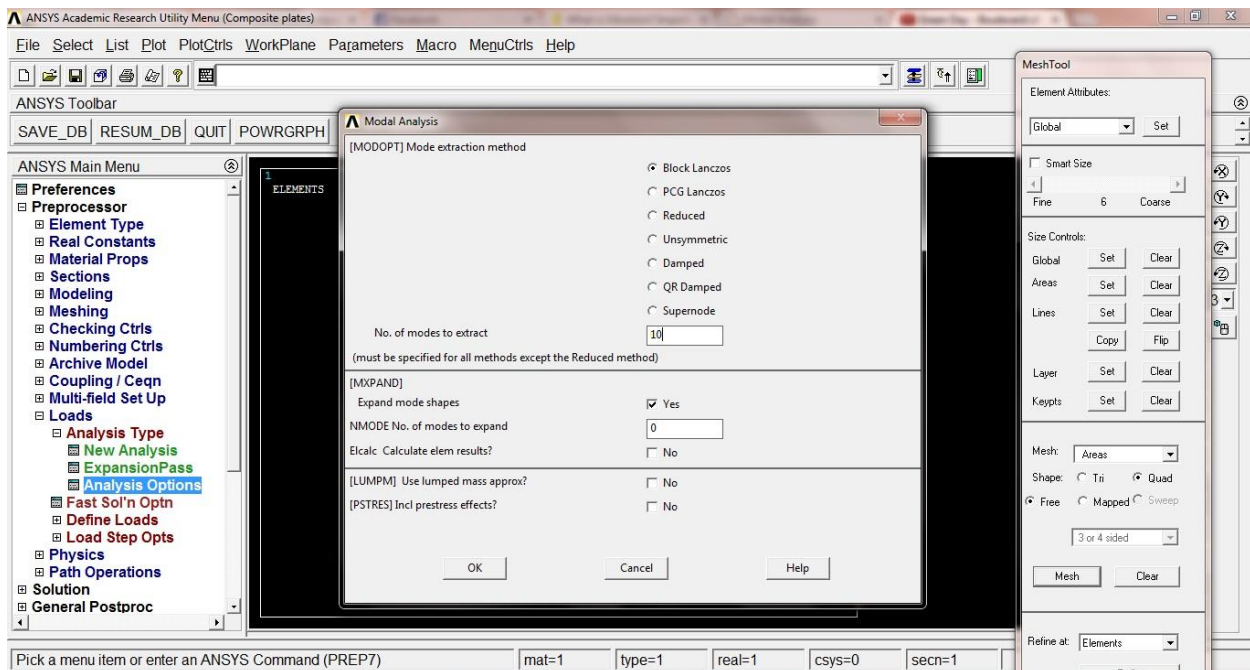 ANSYS Academic Research Utility Menu (Composite plates)
File Select List Plot PlotCtrls WorkPlane Parameters Macro MenuCtrls Help
ANSYS Toolbar
SAVE_DB RESUM_DB QUIT POWRGRPH
ANSYS Main Menu
Preferences
Preprocessor
Element Type
Real Constants
Material Props
Sections
Modeling
Meshing
Checking Ctrls
Numbering Ctrls
Archive Model
Coupling / Ceqn
Multi-field Set Up
Loads
Analysis Type
New Analysis
ExpansionPass
Analysis Options
Fast Sol'n Optn
Define Loads
Load Step Opts
Physics
Path Operations
Solution
General Postproc
1
ELEMENTS
Modal Analysis
[MODOPT] Mode extraction method
Block Lanczos
PCG Lanczos
Reduced
Unsymmetric
Damped
QR Damped
Supernode
No. of modes to extract 10
(must be specified for all methods except the Reduced method)
[MXPAND]
Expand mode shapes Yes
NMODE No. of modes to expand 0
Elcalc Calculate elem results? No
[LUMPM] Use lumped mass approx? No
[PSTRES] Incl prestress effects? No
OK Cancel Help
MeshTool
Element Attributes:
Global Set
Smart Size
Fine 6 Coarse
Size Controls:
Global Set Clear
Areas Set Clear
Lines Set Clear
Copy Flip
Layer Set Clear
Keypts Set Clear
Mesh: Areas
Shape: Tri Quad
Free Mapped Sweep
3 or 4 sided
Mesh Clear
Refine at: Elements
X
Y
Y
Z
Z
3
Pick a menu item or enter an ANSYS Command (PREP7) mat=1 type=1 real=1 csys=0 secn=1